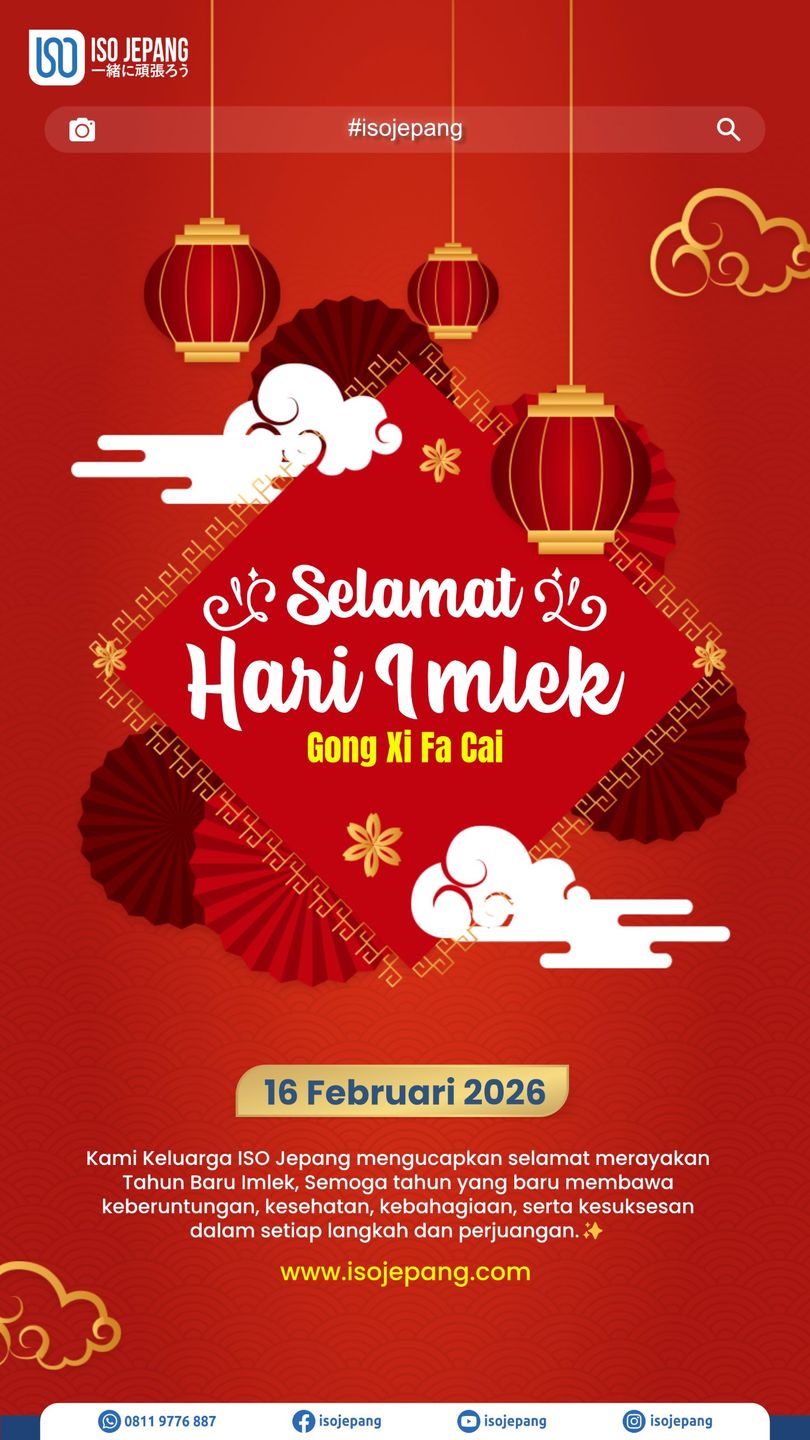 ISO JEPANG
一緒に頑張ろう
#isojepang
Selamat
Hari Imlek
Gong Xi Fa Cai
16 Februari 2026
Kami Keluarga ISO Jepang mengucapkan selamat merayakan
Tahun Baru Imlek, Semoga tahun yang baru membawa
keberuntungan, kesehatan, kebahagiaan, serta kesuksesan
dalam setiap langkah dan perjuangan.✨
www.isojepang.com
0811 9776 887 isojepang isojepang isojepang